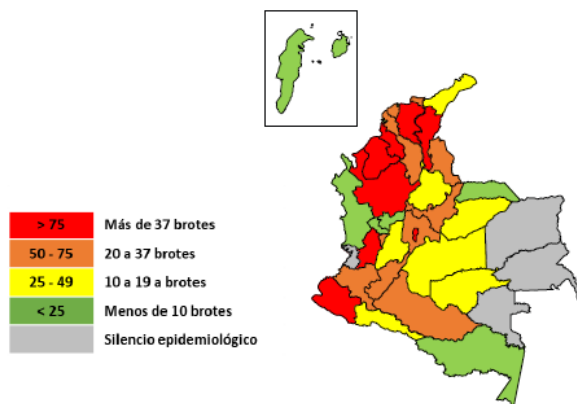 > 75 Más de 37 brotes
50 - 75 20 a 37 brotes
25 - 49 10 a 19 a brotes
< 25 Menos de 10 brotes
Silencio epidemiológico